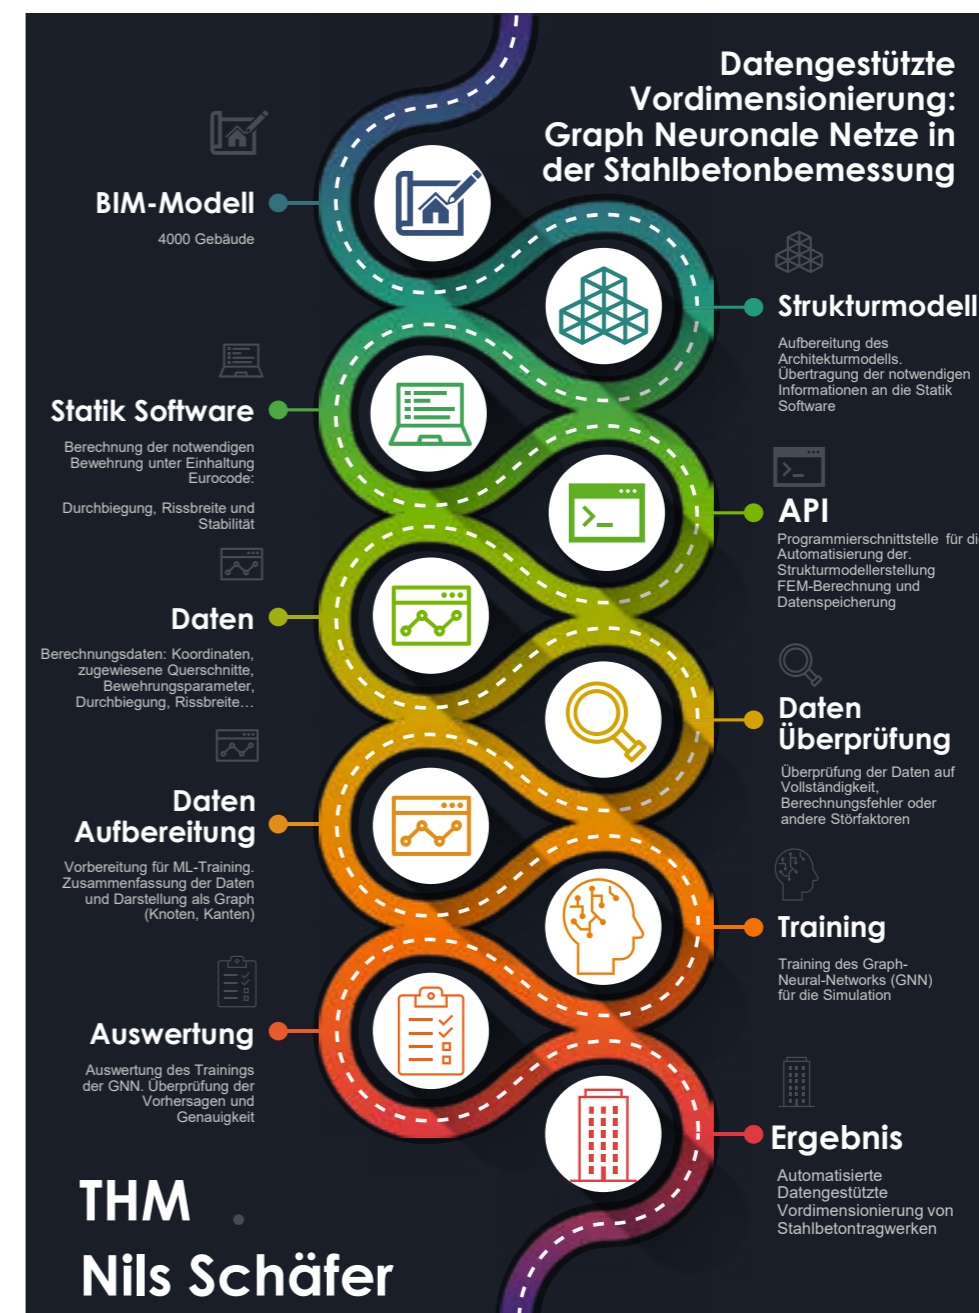 Datengestützte
Vordimensionierung:
Graph Neuronale Netze in
der Stahlbetonbemessung
BIM-Modell
4000 Gebäude
Strukturmodell
Aufbereitung des
Architekturmodells.
Übertragung der notwendigen
Informationen an die Statik
Software
Statik Software
Berechnung der notwendigen
Bewehrung unter Einhaltung
Eurocode:
Durchbiegung, Rissbreite und
Stabilität
API
Programmierschnittstelle für di
Automatisierung der.
Strukturmodellerstellung
FEM-Berechnung und
Datenspeicherung
Daten
Berechnungsdaten: Koordinaten,
zugewiesene Querschnitte,
Bewehrungsparameter,
Durchbiegung, Rissbreite…
Daten
Überprüfung
Überprüfung der Daten auf
Vollständigkeit,
Berechnungsfehler oder
andere Störfaktoren
Daten
Aufbereitung
Vorbereitung für ML-Training.
Zusammenfassung der Daten
und Darstellung als Graph
(Knoten, Kanten)
Training
Training des Graph-
Neural-Networks (GNN)
für die Simulation
Auswertung
Auswertung des Trainings
der GNN. Überprüfung der
Vorhersagen und
Genauigkeit
Ergebnis
Automatisierte
Datengestützte
Vordimensionierung von
Stahlbetontragwerken
THM
Nils Schäfer